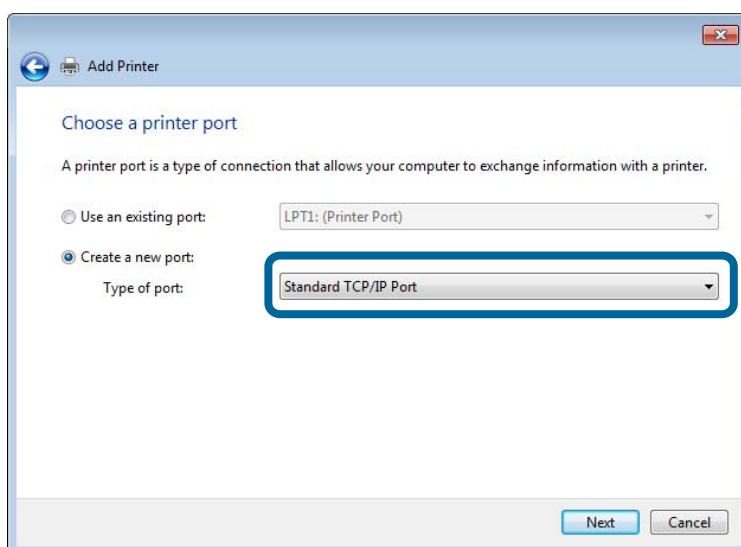 Add Printer
Choose a printer port
A printer port is a type of connection that allows your computer to exchange information with a printer.
Use an existing port: LPT1: (Printer Port)
Create a new port:
Type of port: Standard TCP/IP Port
Next Cancel